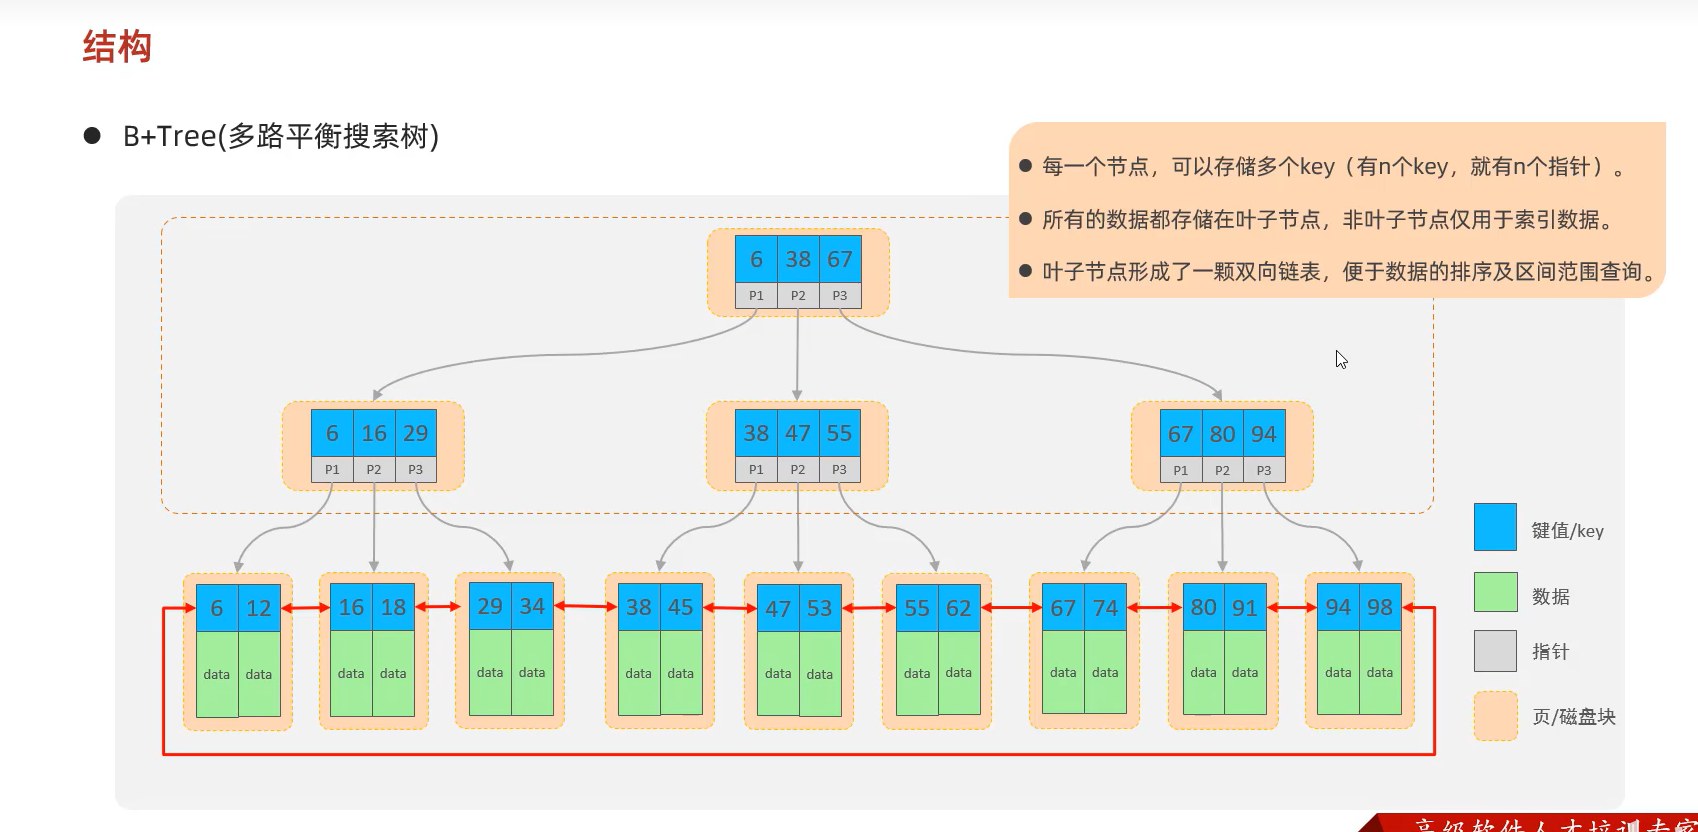 结构
● B+Tree(多路平衡搜索树)
● 每一个节点，可以存储多个key（有n个key，就有n个指针）。
● 所有的数据都存储在叶子节点，非叶子节点仅用于索引数据。
● 叶子节点形成了一颗双向链表，便于数据的排序及区间范围查询。
6 38 67
P1 P2 P3
6 16 29 38 47 55 67 80 94
P1 P2 P3 P1 P2 P3 P1 P2 P3
6 12 16 18 29 34 38 45 47 53 55 62 67 74 80 91 94 98
data data data data data data data data data data data data data data data data data data
键值/key
数据
指针
页/磁盘块
高级软件人才培训专家